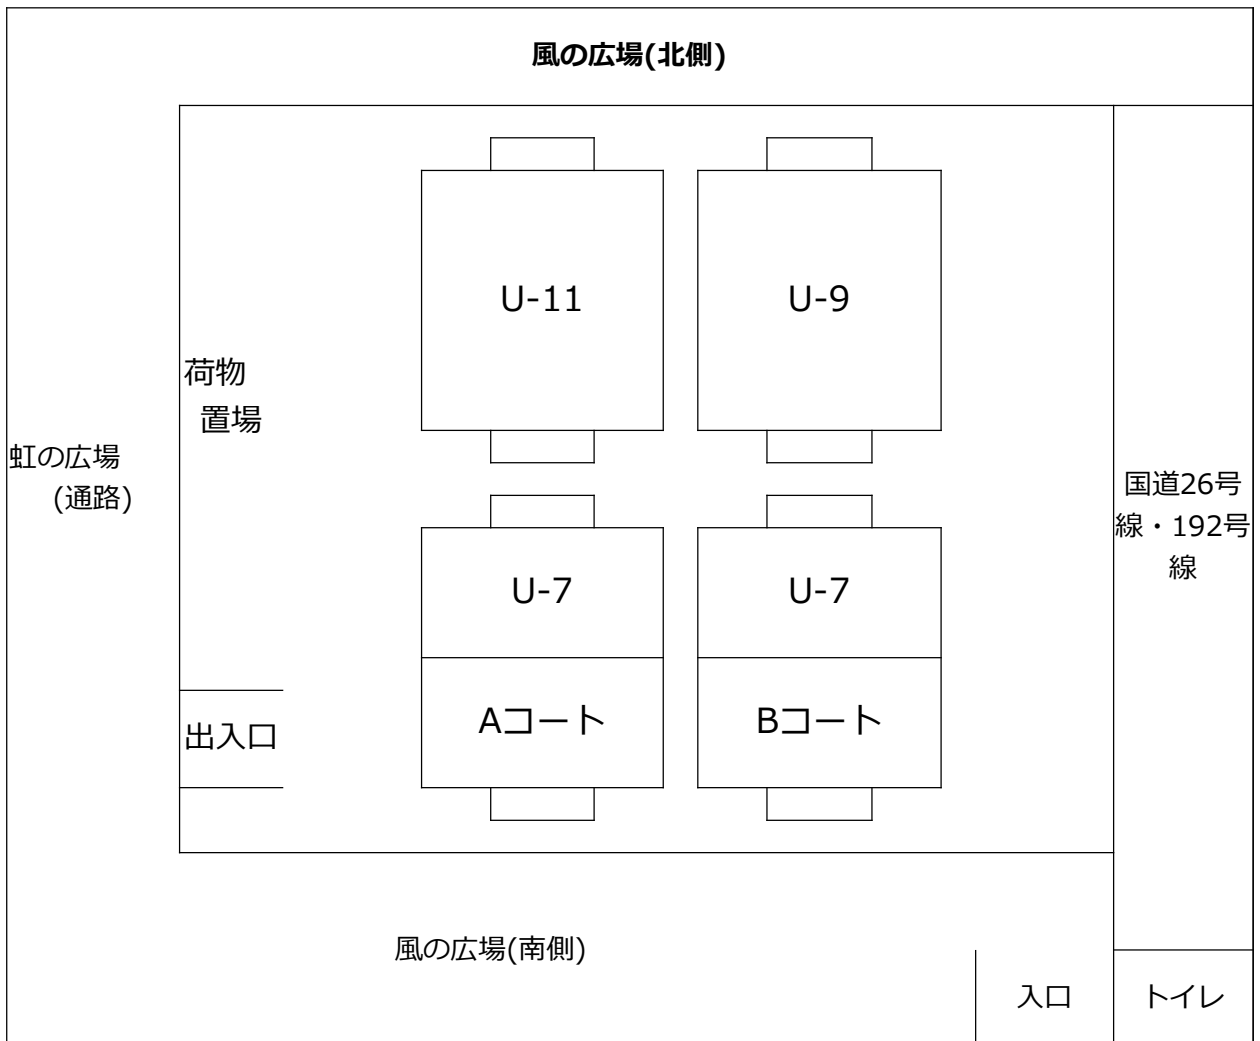 風の広場(北側)
U-11
U-9
荷物
置場
虹の広場
(通路)
国道26号
線・192号
線
U-7
U-7
Aコート
Bコート
出入口
風の広場(南側)
入口
トイレ